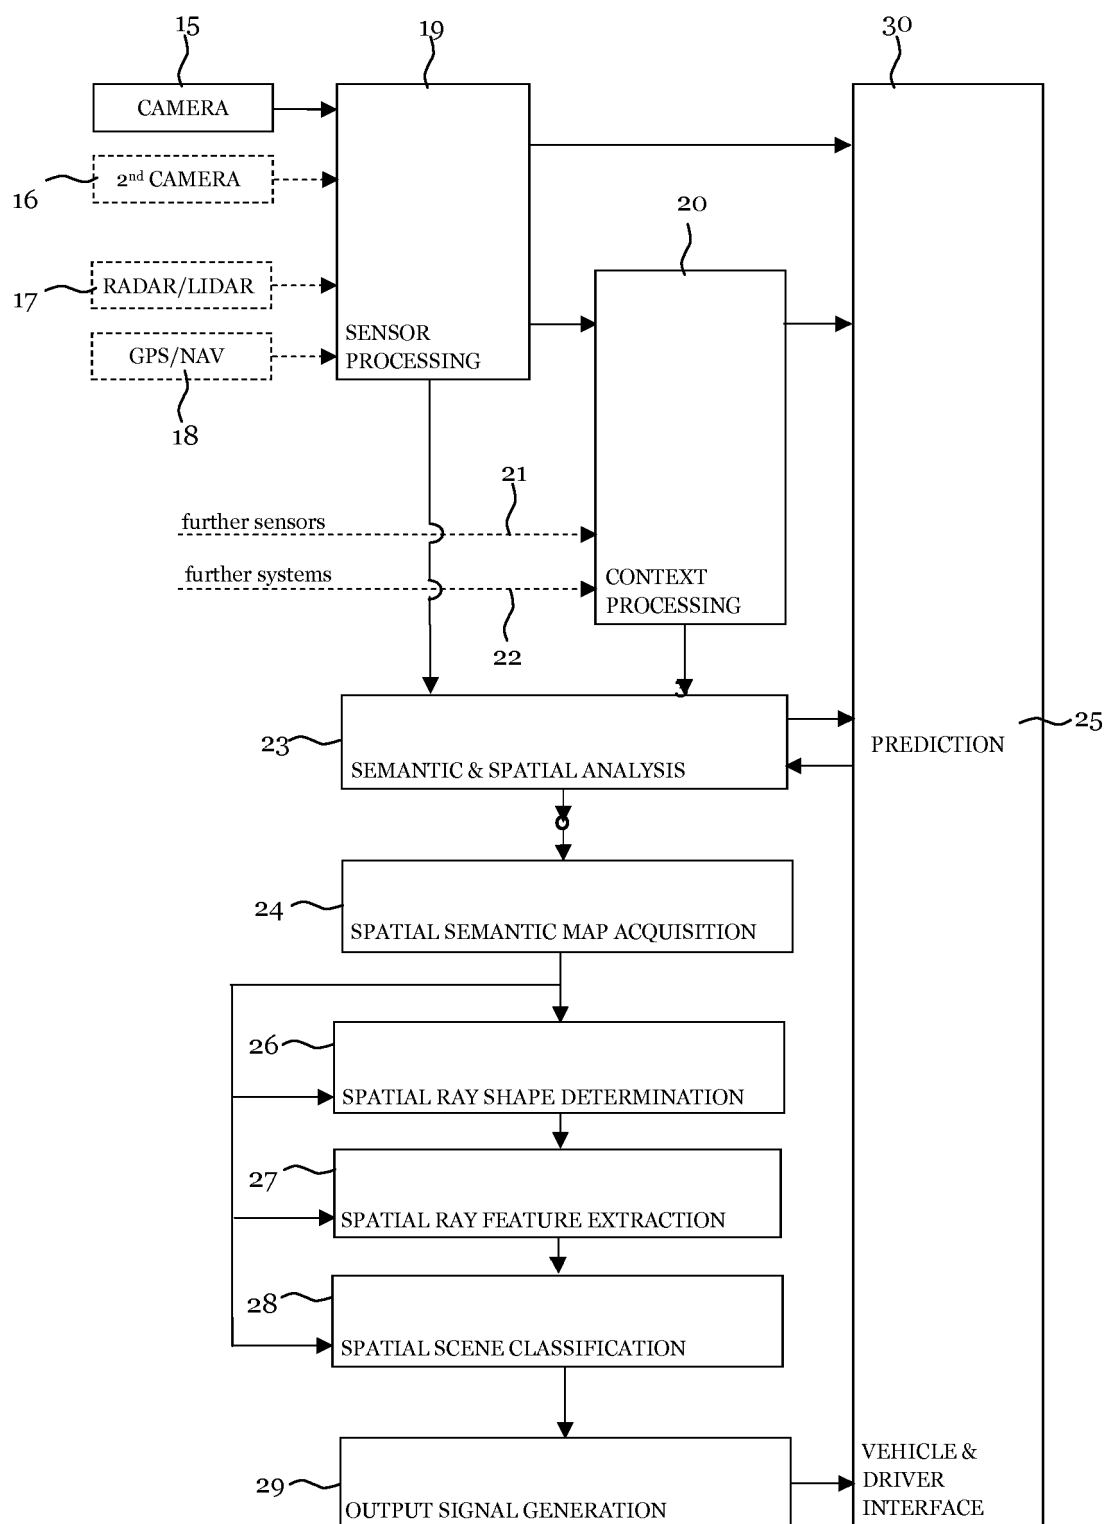 15
19
30
CAMERA
2nd CAMERA
16
20
RADAR/LIDAR
17
SENSOR
PROCESSING
GPS/NAV
18
21
further sensors
further systems
CONTEXT
PROCESSING
22
23
SEMANTIC & SPATIAL ANALYSIS
25
PREDICTION
24
SPATIAL SEMANTIC MAP ACQUISITION
26
SPATIAL RAY SHAPE DETERMINATION
27
SPATIAL RAY FEATURE EXTRACTION
28
SPATIAL SCENE CLASSIFICATION
29
OUTPUT SIGNAL GENERATION
VEHICLE &
DRIVER
INTERFACE